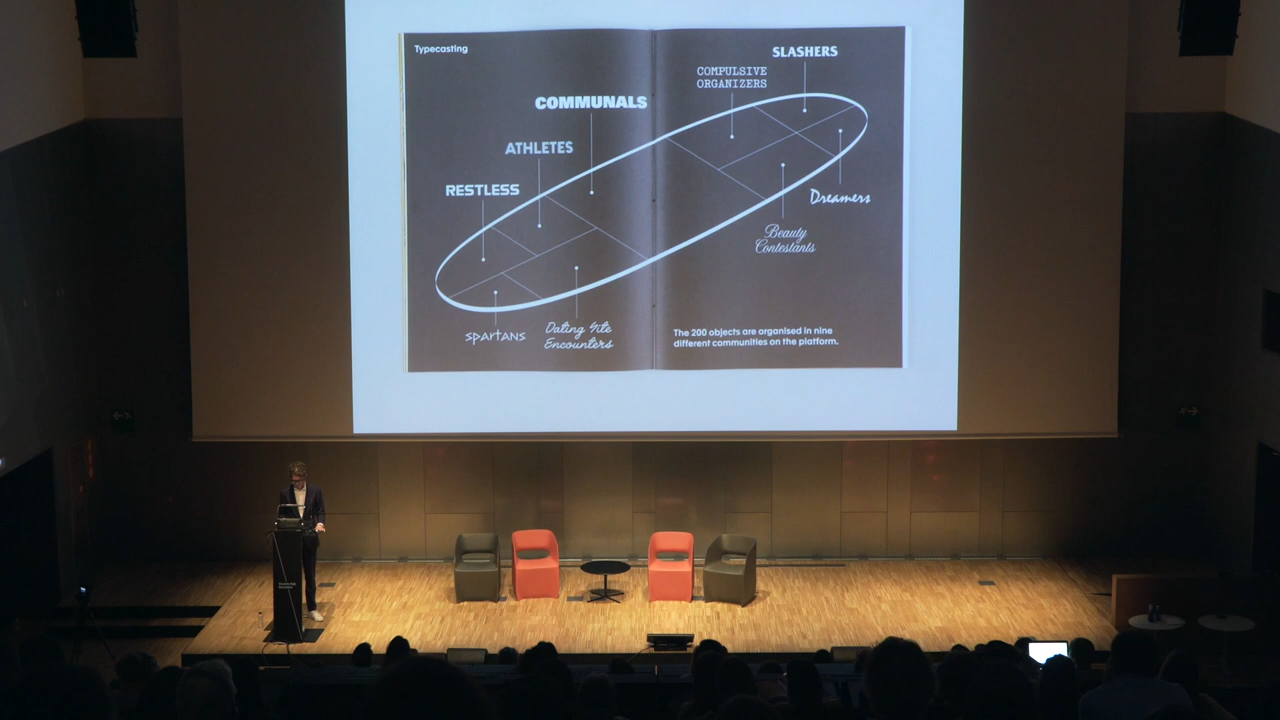 Typecasting
SLASHERS
COMPULSIVE
ORGANIZERS
COMMUNALS
ATHLETES
RESTLESS
Dreamers
Beauty
Contestants
spartans
Dating Site
Encounters
The 200 objects are organised in nine
different communities on the platform.